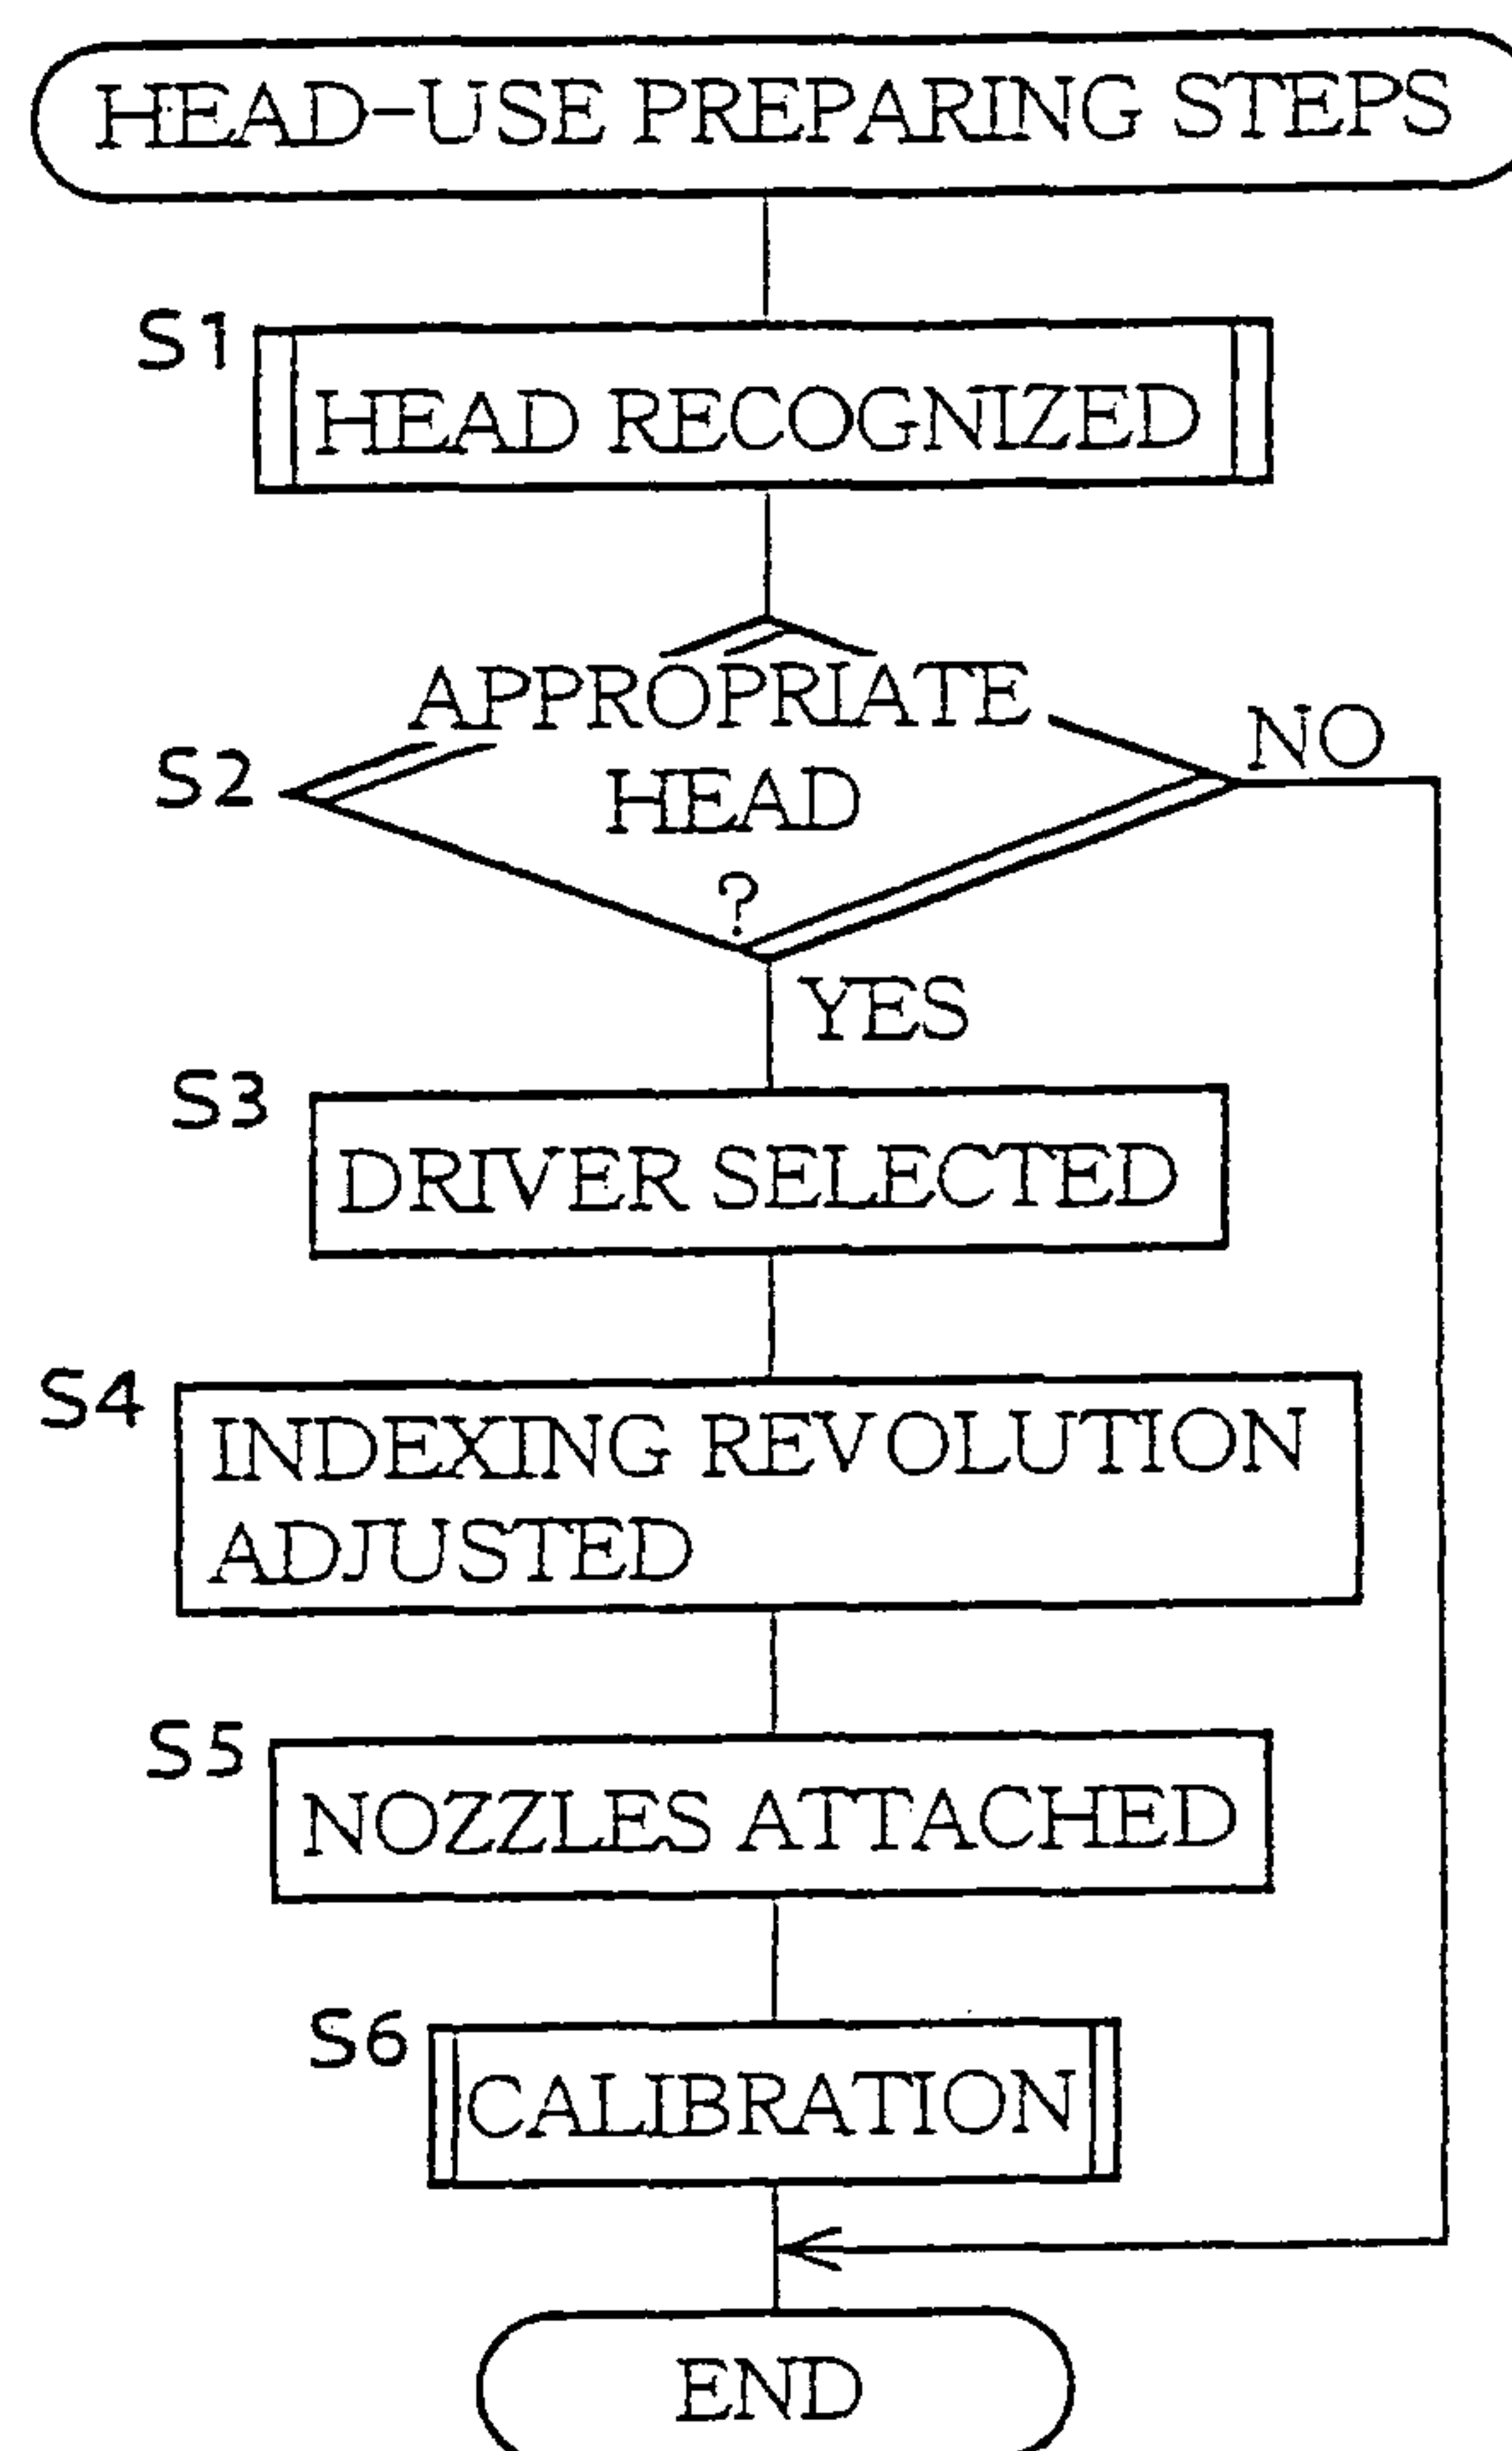 HEAD-USE PREPARING STEPS
S1
HEAD RECOGNIZED
APPROPRIATE
HEAD
?
S2
NO
YES
S3
DRIVER SELECTED
S4
INDEXING REVOLUTION
ADJUSTED
S5
NOZZLES ATTACHED
S6
CALIBRATION
END